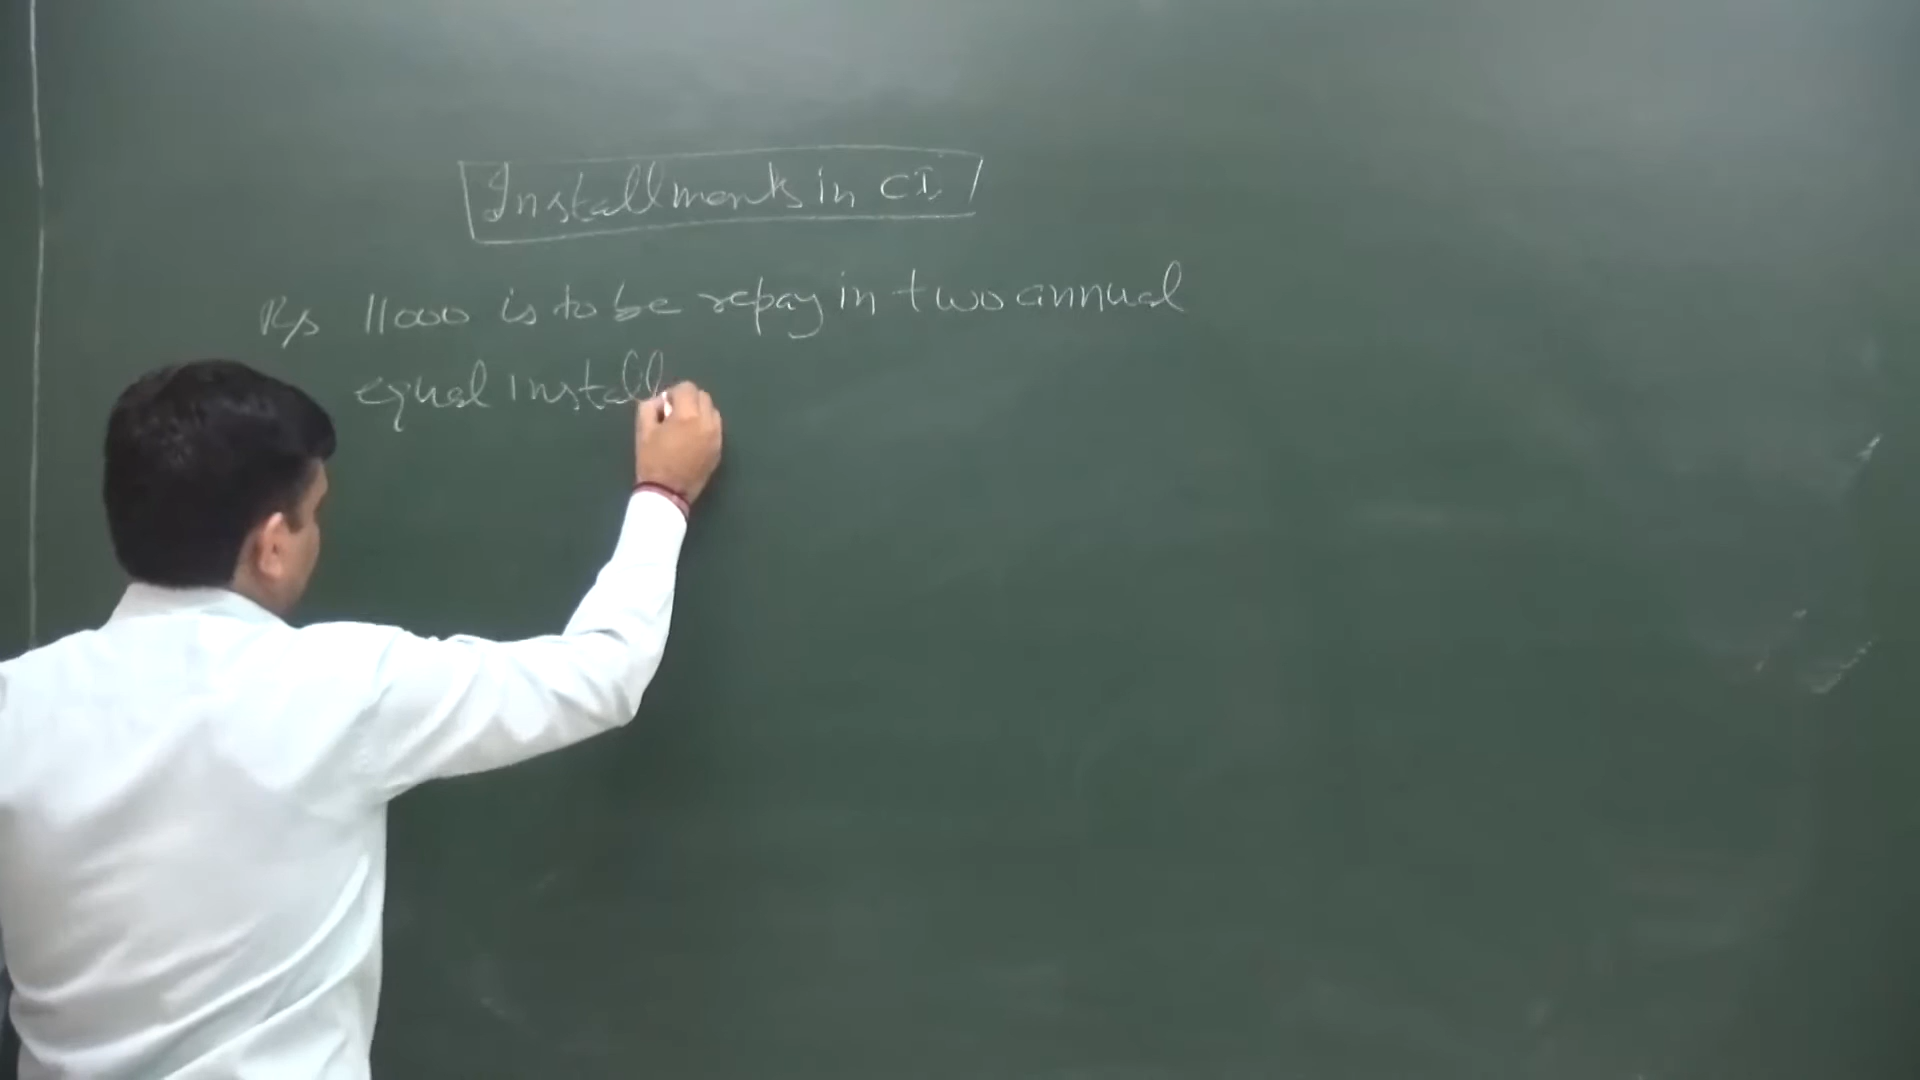 Installments in CI
Rs 11000 is to be repay in two annual
equal install